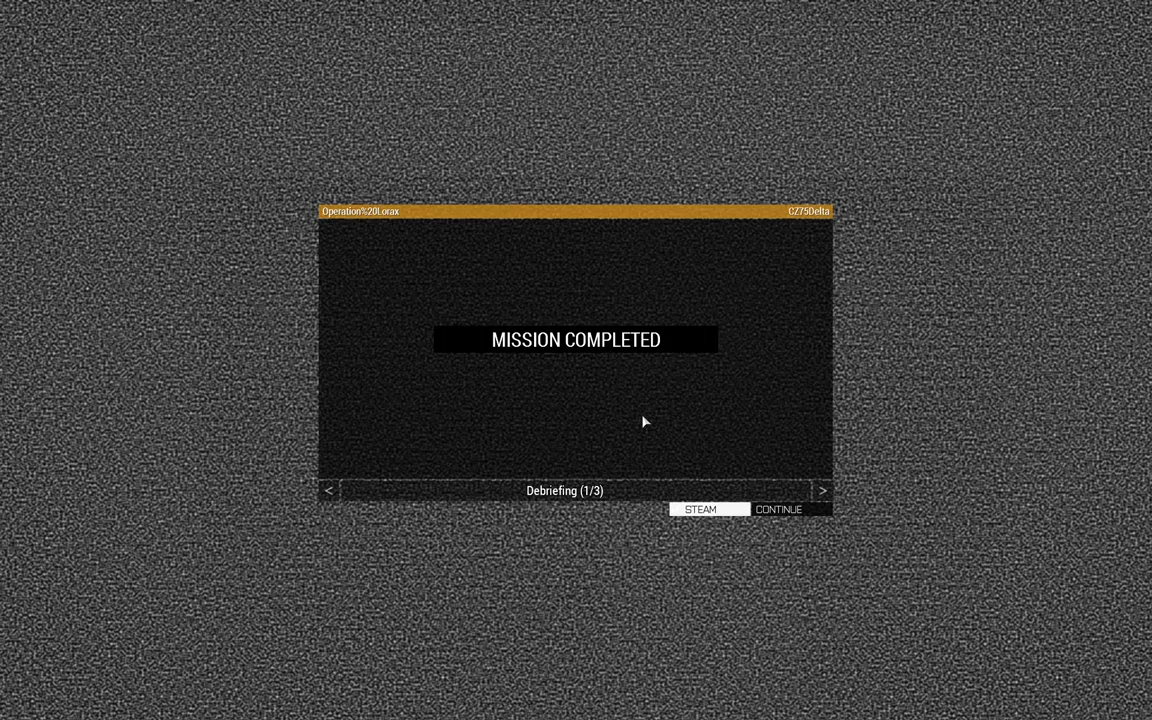 Operation%20Lorax CZ75Delta
MISSION COMPLETED
< Debriefing (1/3) >
STEAM CONTINUE